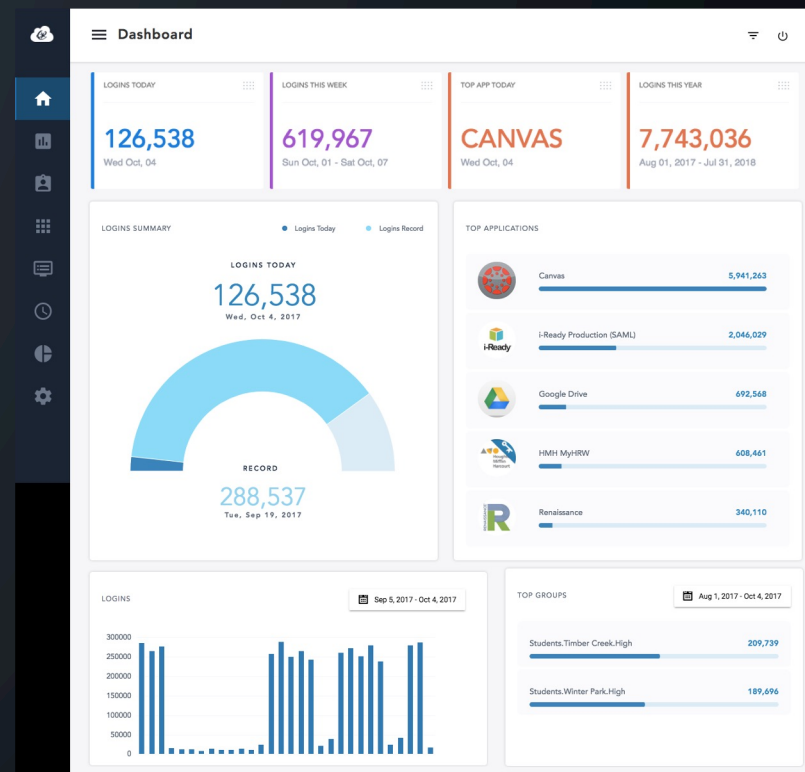 Dashboard
LOGINS TODAY
126,538
Wed Oct, 04
LOGINS THIS WEEK
619,967
Sun Oct, 01 - Sat Oct, 07
TOP APP TODAY
CANVAS
Wed Oct, 04
LOGINS THIS YEAR
7,743,036
Aug 01, 2017 - Jul 31, 2018
LOGINS SUMMARY
Logins Today
Logins Record
LOGINS TODAY
126,538
Wed, Oct 4, 2017
RECORD
288,537
Tue, Sep 19, 2017
TOP APPLICATIONS
Canvas
5,941,263
i-Ready
i-Ready Production (SAML)
2,046,029
Google Drive
692,568
Houghton
Mifflin
Harcourt
HMH MyHRW
608,461
RENAISSANCE
R
Renaissance
340,110
LOGINS
Sep 5, 2017 - Oct 4, 2017
300000
250000
200000
150000
100000
50000
0
TOP GROUPS
Aug 1, 2017 - Oct 4, 2017
Students.Timber Creek.High
209,739
Students.Winter Park.High
189,696